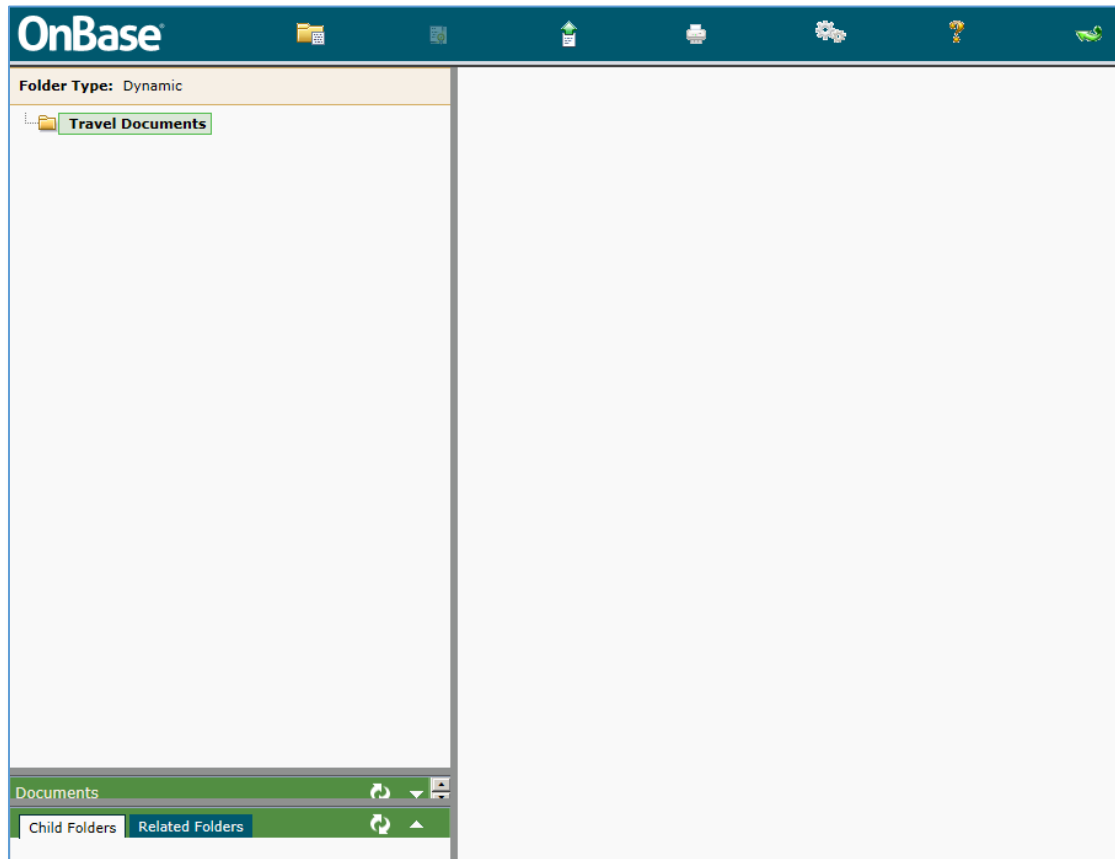 OnBase®
Folder Type: Dynamic
Travel Documents
Documents
Child Folders Related Folders